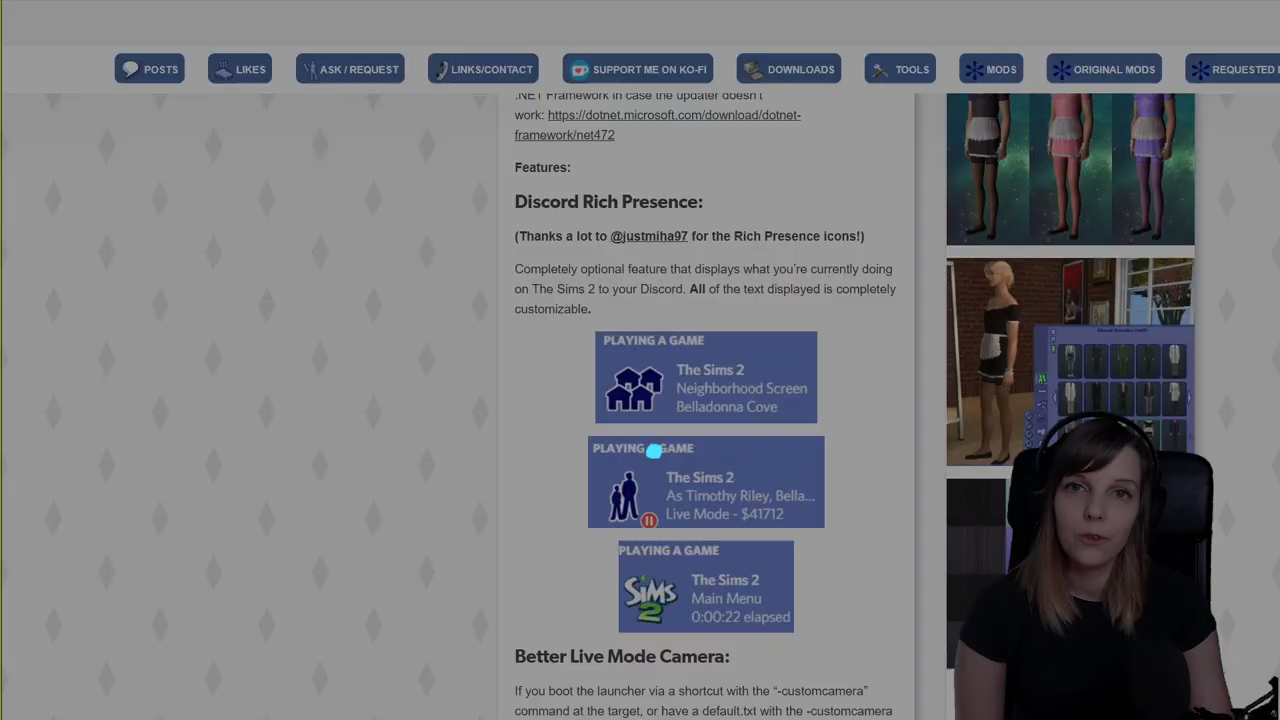 POSTS
LIKES
ASK / REQUEST
LINKS/CONTACT
SUPPORT ME ON KO-FI
DOWNLOADS
TOOLS
MODS
ORIGINAL MODS
REQUESTED
.NET Framework in case the updater doesn't
work: https://dotnet.microsoft.com/download/dotnet-
framework/net472
Features:
Discord Rich Presence:
(Thanks a lot to @justmiha97 for the Rich Presence icons!)
Completely optional feature that displays what you're currently doing
on The Sims 2 to your Discord. All of the text displayed is completely
customizable.
PLAYING A GAME
The Sims 2
Neighborhood Screen
Belladonna Cove
PLAYING A GAME
The Sims 2
As Timothy Riley, Bella...
Live Mode - $41712
PLAYING A GAME
SiMS
2
The Sims 2
Main Menu
0:00:22 elapsed
Better Live Mode Camera:
If you boot the launcher via a shortcut with the “-customcamera”
command at the target, or have a default.txt with the -customcamera